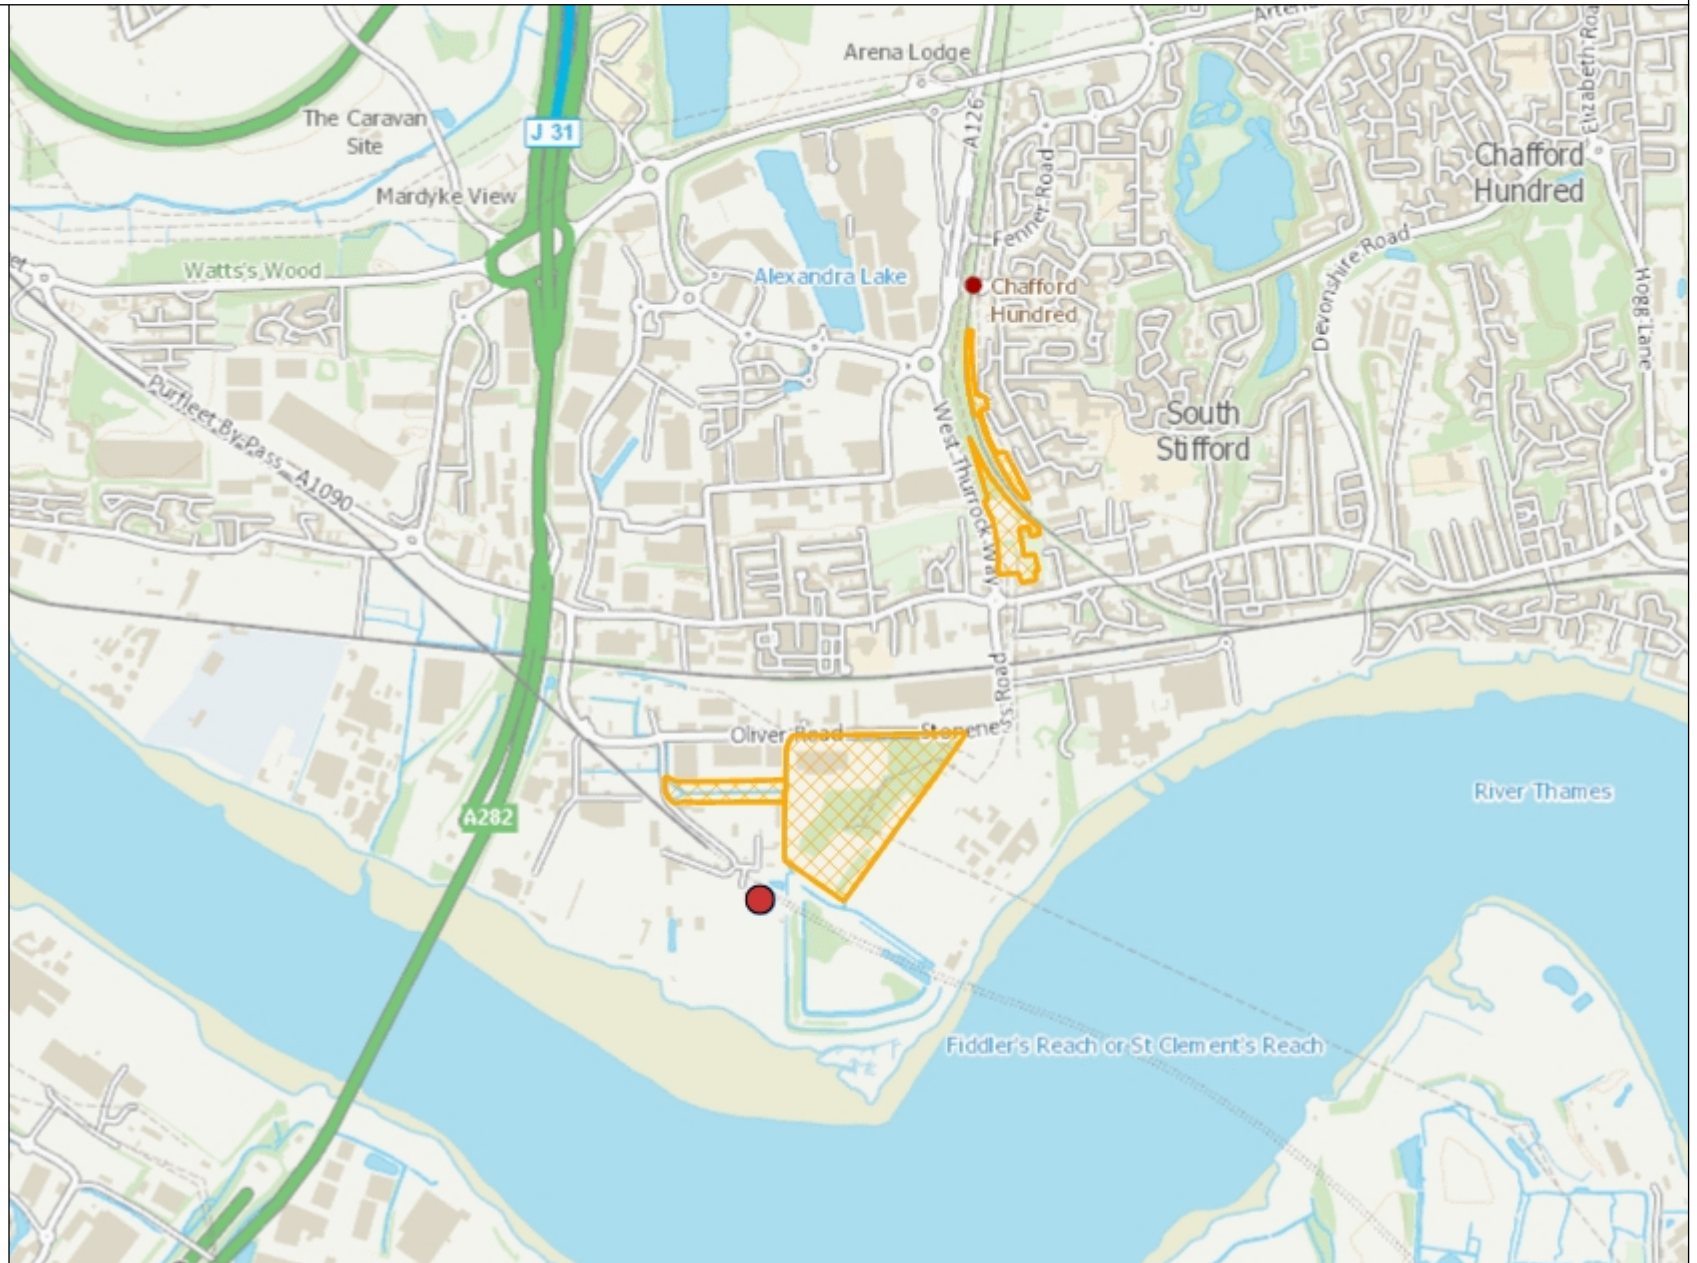 Arena Lodge
The Caravan
Site
J 31
A126
Elizabeth Roa
Chafford
Hundred
Mardyke View
Fenner Road
Watts's Wood
Alexandra Lake
Devonshire Road
Hogg Lane
Chafford
Hundred
Purfleet By-Pass - A1090
West Thurrock Way
South
Stifford
Oliver Road
Stoneness Road
A282
River Thames
Fiddler's Reach or St Clement's Reach